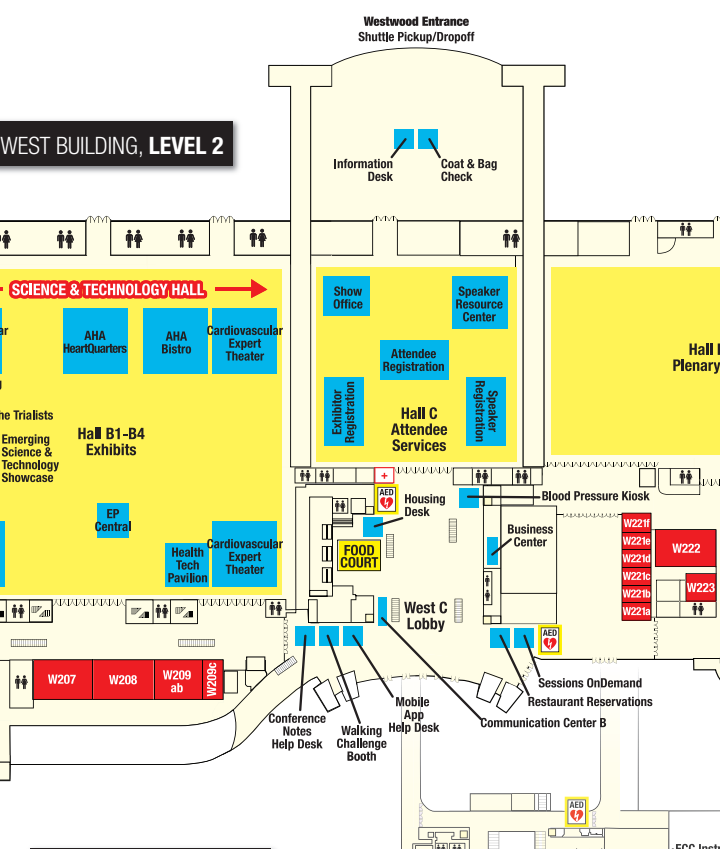 Westwood Entrance
Shuttle Pickup/Dropoff
WEST BUILDING, LEVEL 2
Information
Desk
Coat & Bag
Check
SCIENCE & TECHNOLOGY HALL
Show
Office
Speaker
Resource
Center
AHA
HeartQuarters
AHA
Bistro
Cardiovascular
Expert
Theater
Attendee
Registration
Hall
Plenary
Exhibitor
Registration
Speaker
Registration
Hall C
Attendee
Services
he Trialists
Emerging
Science &
Technology
Showcase
Hall B1-B4
Exhibits
+
AED
Housing
Desk
Blood Pressure Kiosk
EP
Central
Business
Center
W221f
W221e
W221d
W221c
W221b
W221a
W222
W223
Health
Tech
Pavilion
Cardiovascular
Expert
Theater
FOOD
COURT
West C
Lobby
AED
W207
W208
W209
ab
W209c
Sessions OnDemand
Restaurant Reservations
Communication Center B
Conference
Notes
Help Desk
Walking
Challenge
Booth
Mobile
App
Help Desk
AED